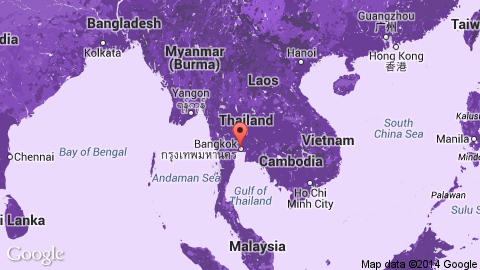 Bangladesh
Guangzhou
广州
Kolkata
Myanmar
(Burma)
Hanoi
Hong Kong
香港
Laos
Yangon
ရန်ကုန်
Thailand
South
China Sea
Manila
Chennai
Bay of Bengal
Bangkok
กรุงเทพมหานคร
Vietnam
Cambodia
Andaman Sea
Gulf of
Thailand
Ho Chi
Minh City
Palawan
Sulu S
i Lanka
Malaysia
Google
Map data ©2014 Google